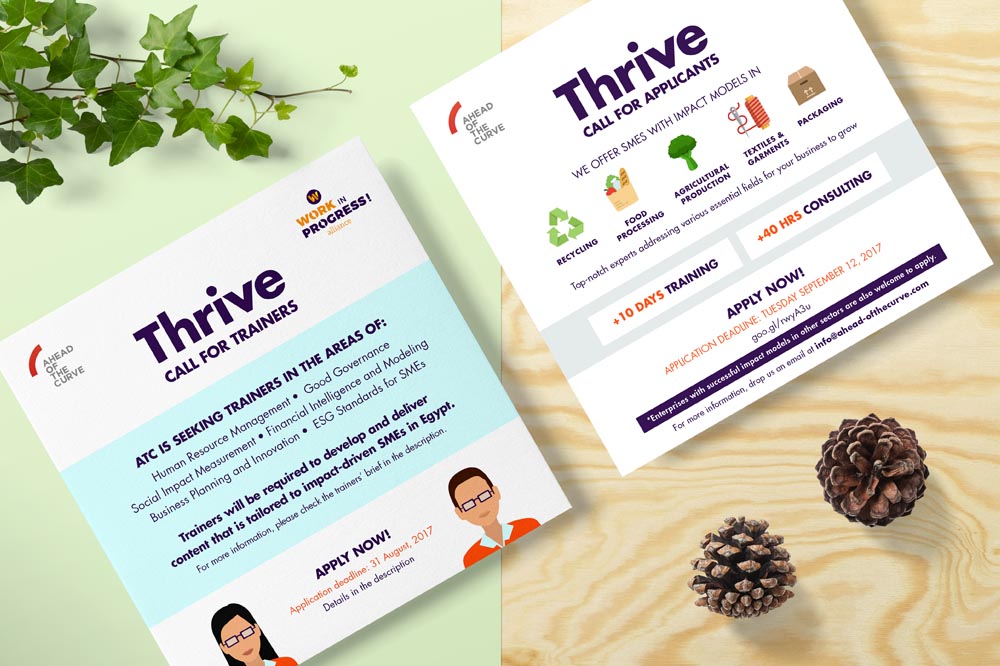 W
WORK IN
PROGRESS!
alliance
AHEAD
OF THE
CURVE
Thrive
CALL FOR TRAINERS
ATC IS SEEKING TRAINERS IN THE AREAS OF:
Human Resource Management • Good Governance
Social Impact Measurement • Financial Intelligence and Modeling
Business Planning and Innovation • ESG Standards for SMEs
Trainers will be required to develop and deliver
content that is tailored to impact-driven SMEs in Egypt.
For more information, please check the trainers' brief in the description.
APPLY NOW!
Application deadline: 31 August, 2017
Details in the description
AHEAD
OF THE
CURVE
Thrive
CALL FOR APPLICANTS
WE OFFER SMES WITH IMPACT MODELS IN
RECYCLING
FOOD
PROCESSING
AGRICULTURAL
PRODUCTION
TEXTILES &
GARMENTS
PACKAGING
Top-notch experts addressing various essential fields for your business to grow
+10 DAYS TRAINING
+40 HRS CONSULTING
APPLY NOW!
APPLICATION DEADLINE: TUESDAY SEPTEMBER 12, 2017
goo.gl/rwyA3u
*Enterprises with successful impact models in other sectors are also welcome to apply.
For more information, drop us an email at info@ahead-ofthecurve.com